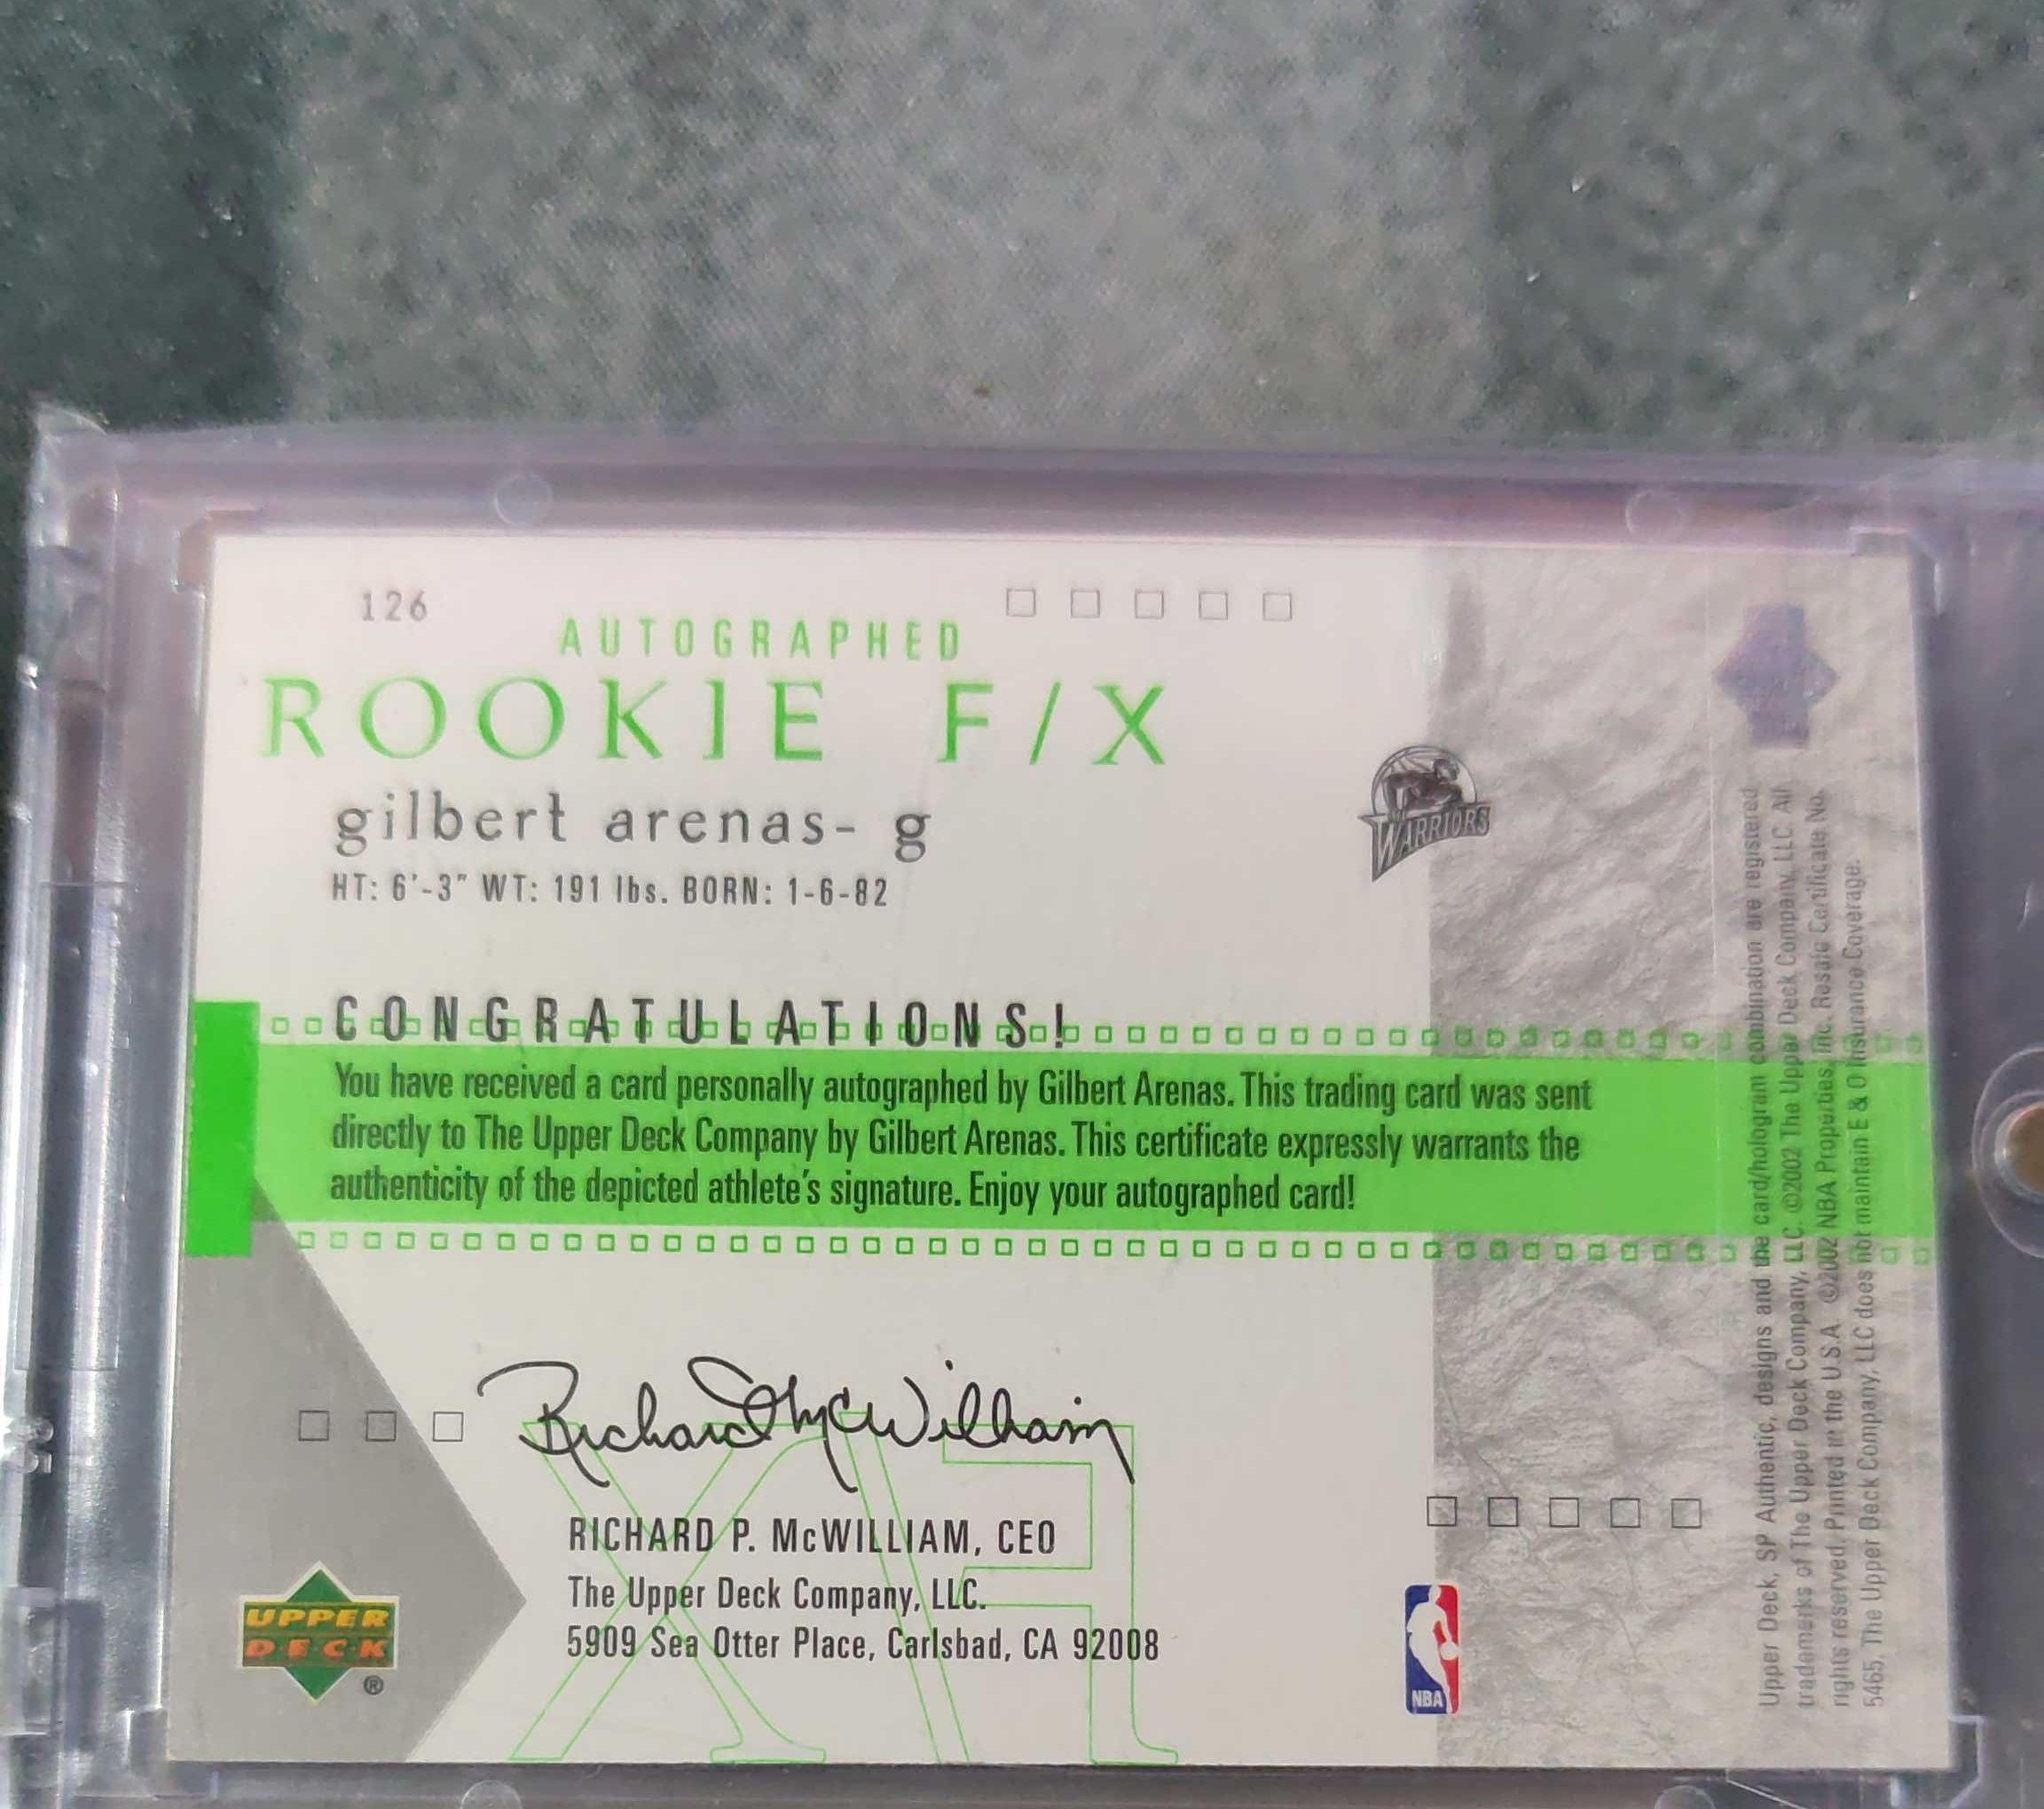 126
AUTOGRAPHED
ROOKIE F/X
gilbert arenas- g
HT: 6'-3" WT: 191 lbs. BORN: 1-6-82
WARRIORS
CONGRATULATIONS!
You have received a card personally autographed by Gilbert Arenas. This trading card was sent
directly to The Upper Deck Company by Gilbert Arenas. This certificate expressly warrants the
authenticity of the depicted athlete's signature. Enjoy your autographed card!
Richard McWilliam
RICHARD P. McWILLIAM, CEO
The Upper Deck Company, LLC.
5909 Sea Otter Place, Carlsbad, CA 92008
FX
UPPER
DECK
®
NBA
Upper Deck, SP Authentic, designs and the card/hologram combination are registered
trademarks of The Upper Deck Company, LLC. ©2002 The Upper Deck Company, LLC. All
rights reserved. Printed in the U.S.A. ©2002 NBA Properties, Inc. Resale Certificate No.
5465. The Upper Deck Company, LLC does not maintain E & O Insurance Coverage.